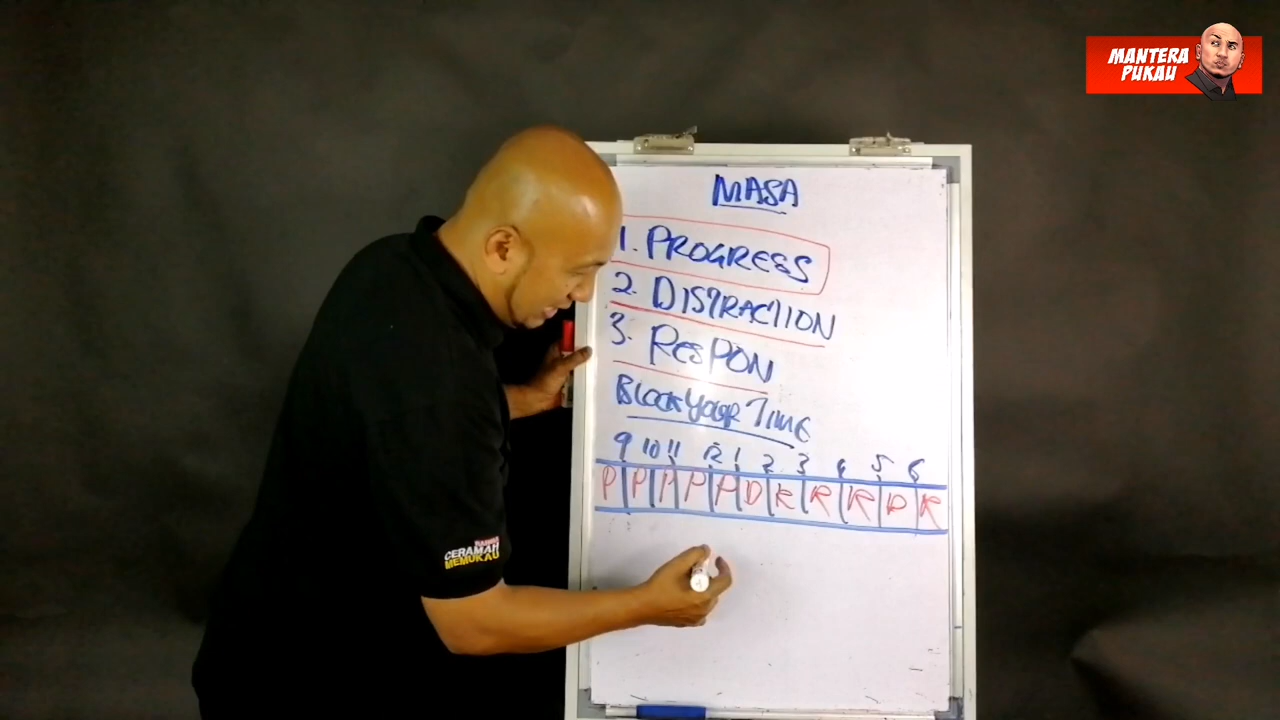 MANTERA
PUKAU
MASA
1. PROGRESS
2. DISTRACTION
3. RESPON
BLOCK YOUR TIME
9 10 11 12 1 2 3 4 5 6
P P P P P D R R R D R
CERAMAH
MEMUKAU